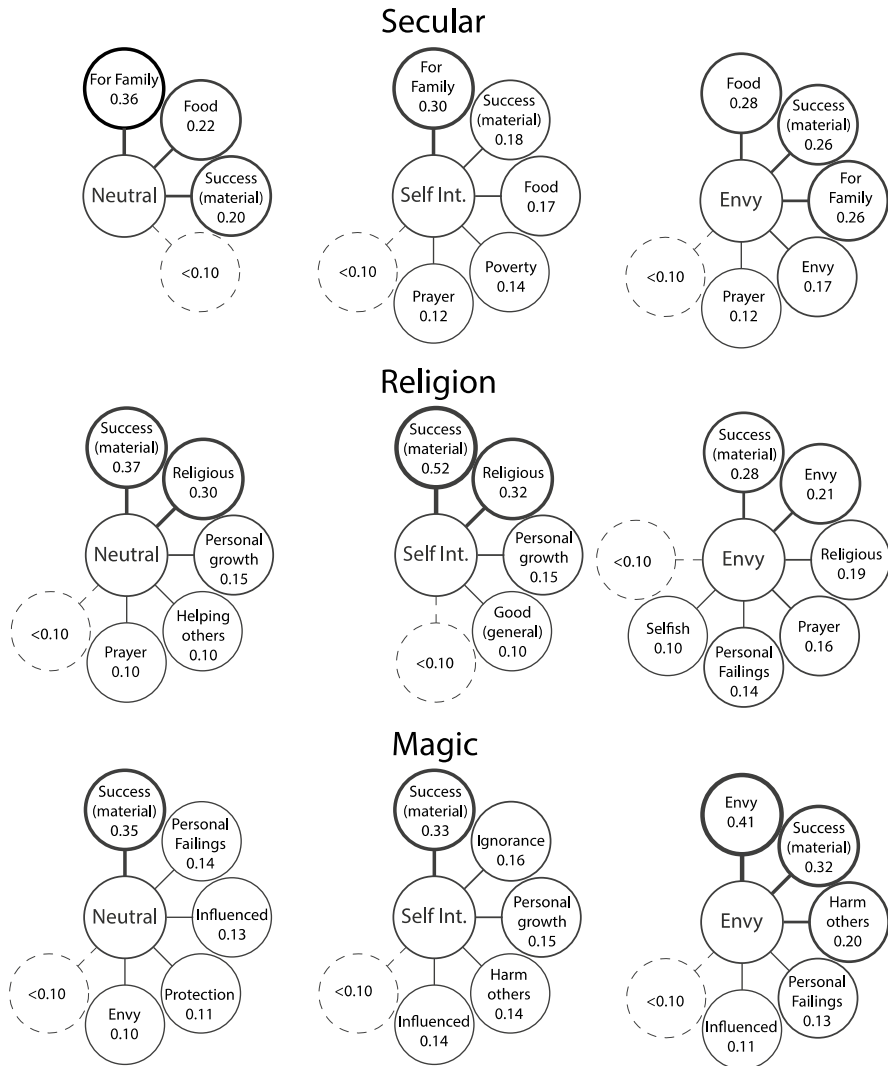 Secular
For Family
0.36
Food
0.22
Success
(material)
0.20
<0.10
Neutral
For
Family
0.30
Success
(material)
0.18
Food
0.17
Poverty
0.14
Prayer
0.12
<0.10
Self Int.
Food
0.28
Success
(material)
0.26
For
Family
0.26
Envy
0.17
Prayer
0.12
<0.10
Envy
Religion
Success
(material)
0.37
Religious
0.30
Personal
growth
0.15
Helping
others
0.10
Prayer
0.10
<0.10
Neutral
Success
(material)
0.52
Religious
0.32
Personal
growth
0.15
Good
(general)
0.10
<0.10
Self Int.
Success
(material)
0.28
Envy
0.21
Religious
0.19
Prayer
0.16
Personal
Failings
0.14
Selfish
0.10
<0.10
Envy
Magic
Success
(material)
0.35
Personal
Failings
0.14
Influenced
0.13
Protection
0.11
Envy
0.10
<0.10
Neutral
Success
(material)
0.33
Ignorance
0.16
Personal
growth
0.15
Harm
others
0.14
Influenced
0.14
<0.10
Self Int.
Envy
0.41
Success
(material)
0.32
Harm
others
0.20
Personal
Failings
0.13
Influenced
0.11
<0.10
Envy